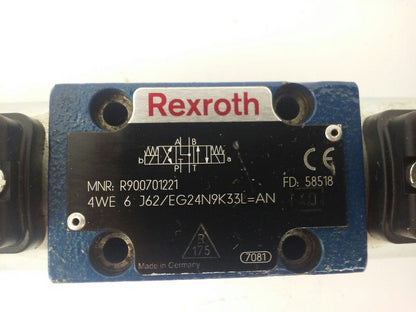 Rexroth
A B
b a
P T
MNR: R900701221
FD: 58518
4WE 6 J62/EG24N9K33L=AN
175
Made in Germany
7081
CE